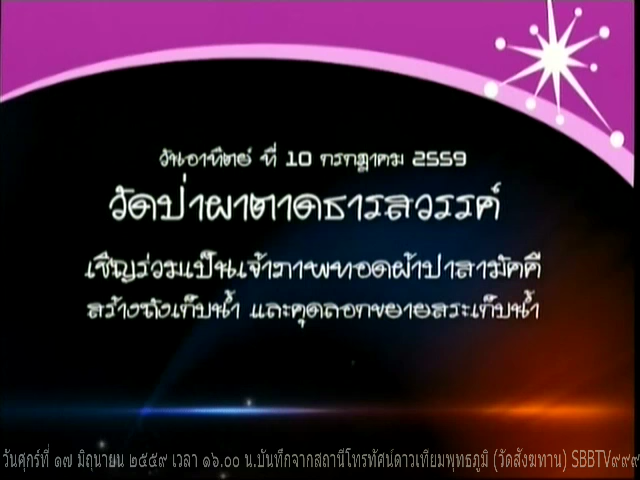 วันอาทิตย์ ที่ 10 กรกฎาคม 2559
วัดป่าผาตาดธารสวรรค์
เชิญร่วมเป็นเจ้าภาพทอดผ้าป่าสามัคคี
สร้างถังเก็บน้ำ และคุดลอกขยายสระเก็บน้ำ
วันศุกร์ที่ ๑๗ มิถุนายน ๒๕๕๙ เวลา ๑๖.๐๐ น.บันทึกจากสถานีโทรทัศน์ดาวเทียมพุทธภูมิ (วัดสังฆทาน) SBBTV๙๙๙